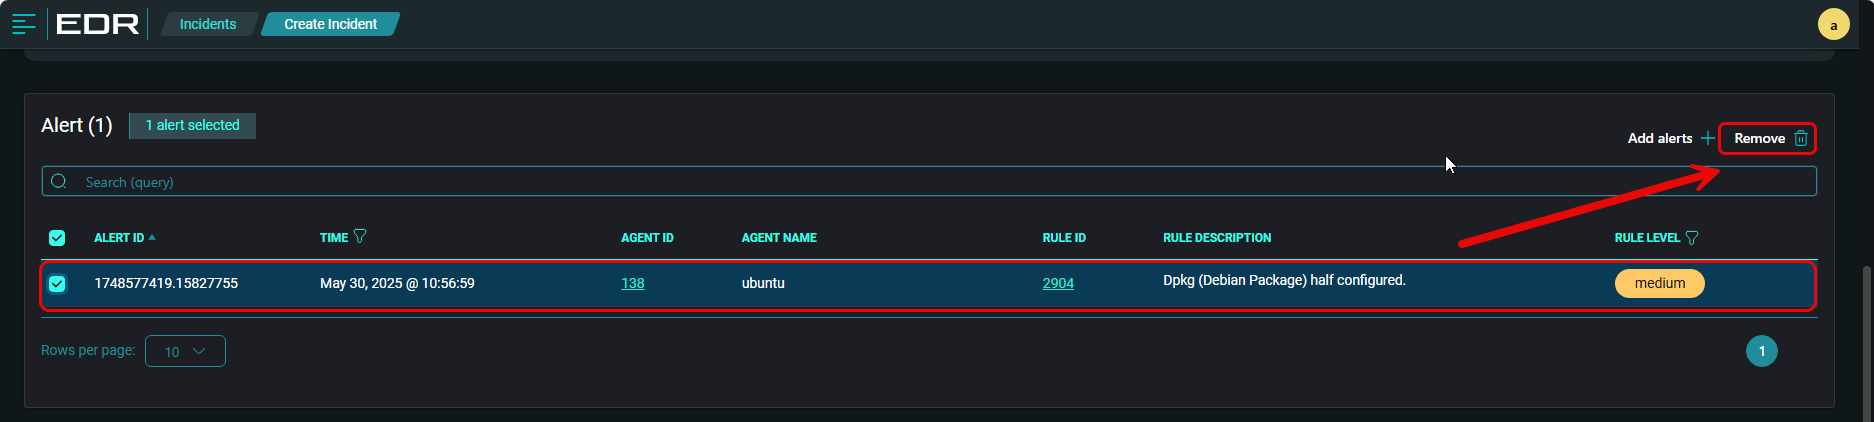 EDR Incidents Create Incident a
Alert (1) 1 alert selected
Add alerts Remove
Search (query)
ALERT ID TIME AGENT ID AGENT NAME RULE ID RULE DESCRIPTION RULE LEVEL
1748577419.15827755 May 30, 2025 @ 10:56:59 138 ubuntu 2904 Dpkg (Debian Package) half configured. medium
Rows per page: 10 1